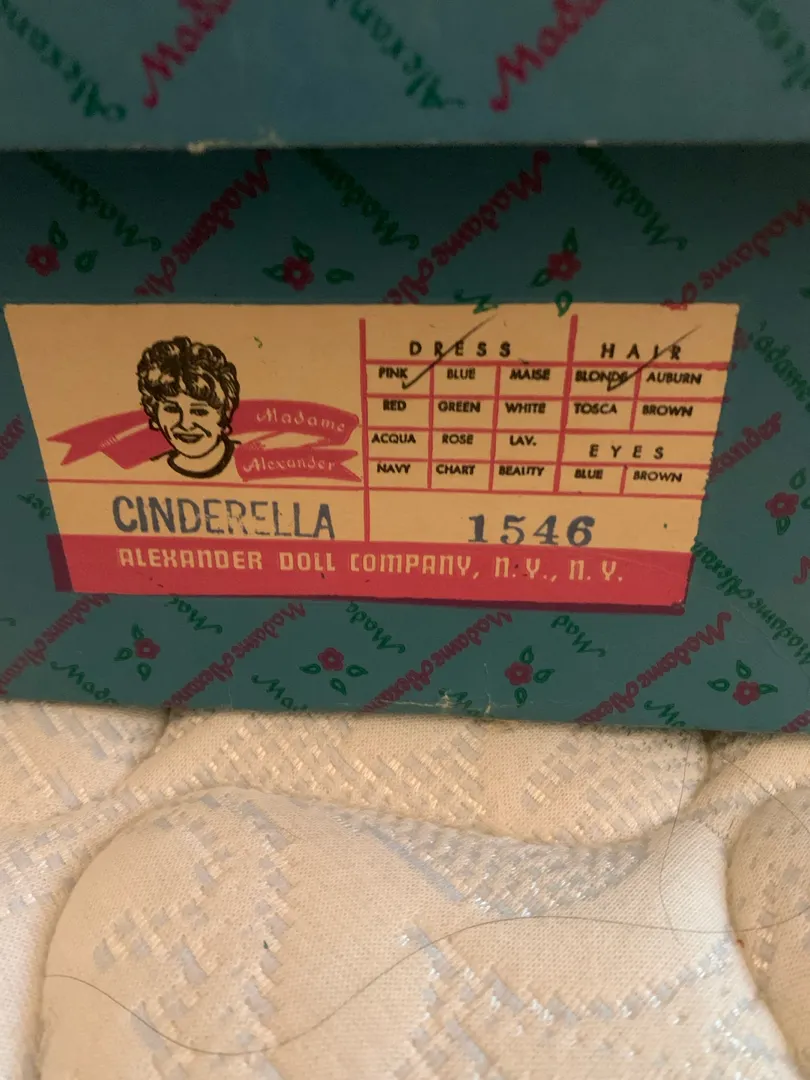 Madame
Alexander
CINDERELLA
DRESS
PINK BLUE MAISE
RED GREEN WHITE
ACQUA ROSE LAV.
NAVY CHART BEAUTY
HAIR
BLONDE AUBURN
TOSCA BROWN
EYES
BLUE BROWN
1546
ALEXANDER DOLL COMPANY, N.Y., N.Y.